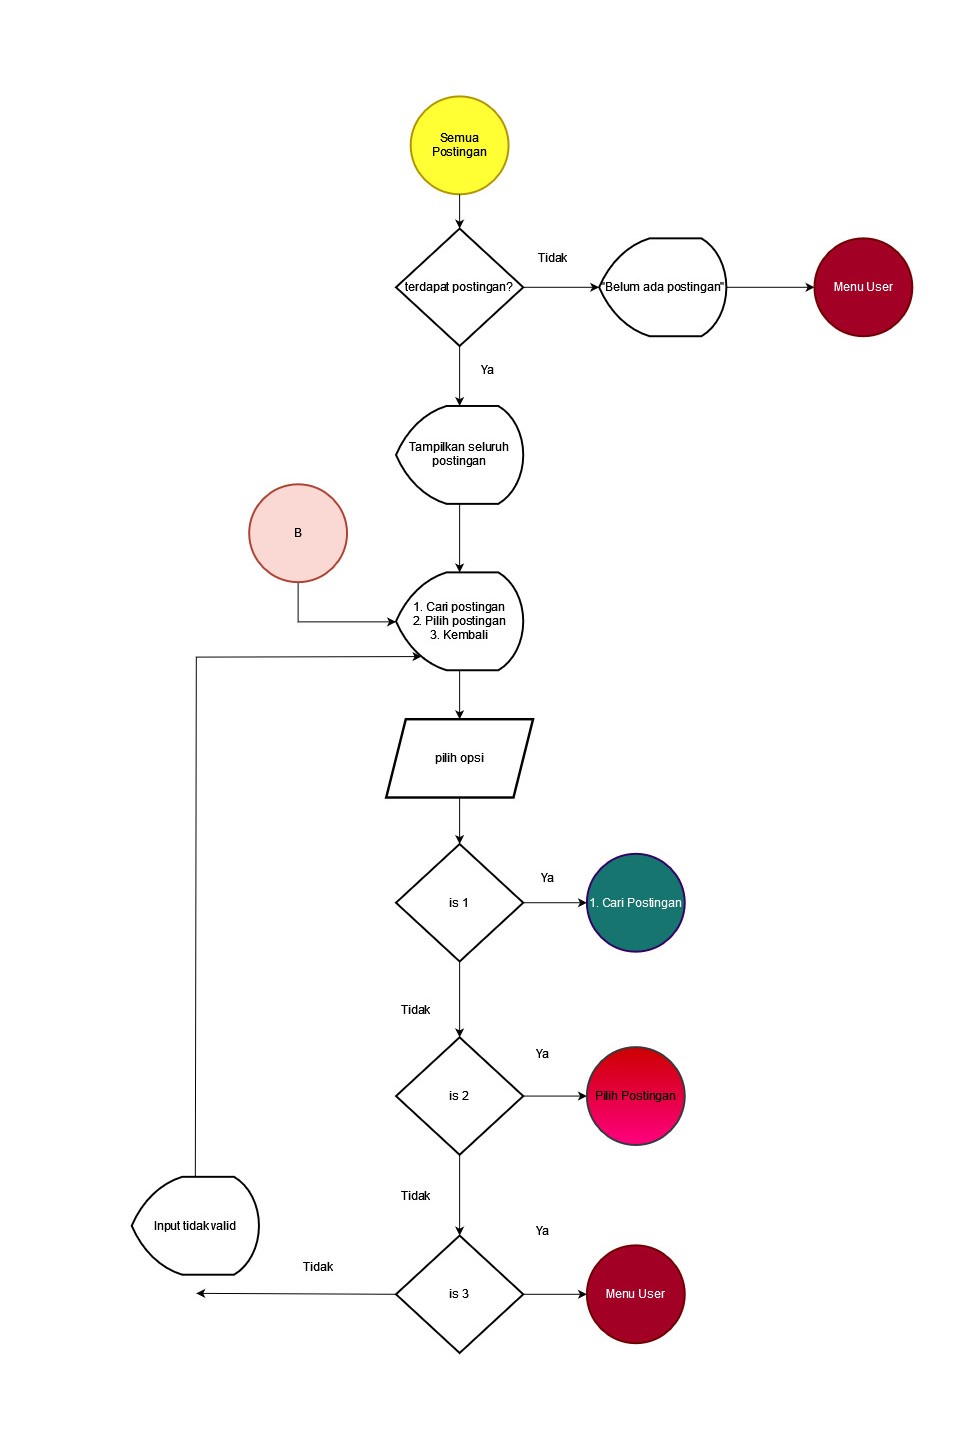 Semua
Postingan
terdapat postingan?
Tidak
"Belum ada postingan"
Menu User
Ya
Tampilkan seluruh
postingan
B
1. Cari postingan
2. Pilih postingan
3. Kembali
pilih opsi
is 1
Ya
1. Cari Postingan
Tidak
is 2
Ya
Pilih Postingan
Tidak
Input tidak valid
Tidak
is 3
Ya
Menu User